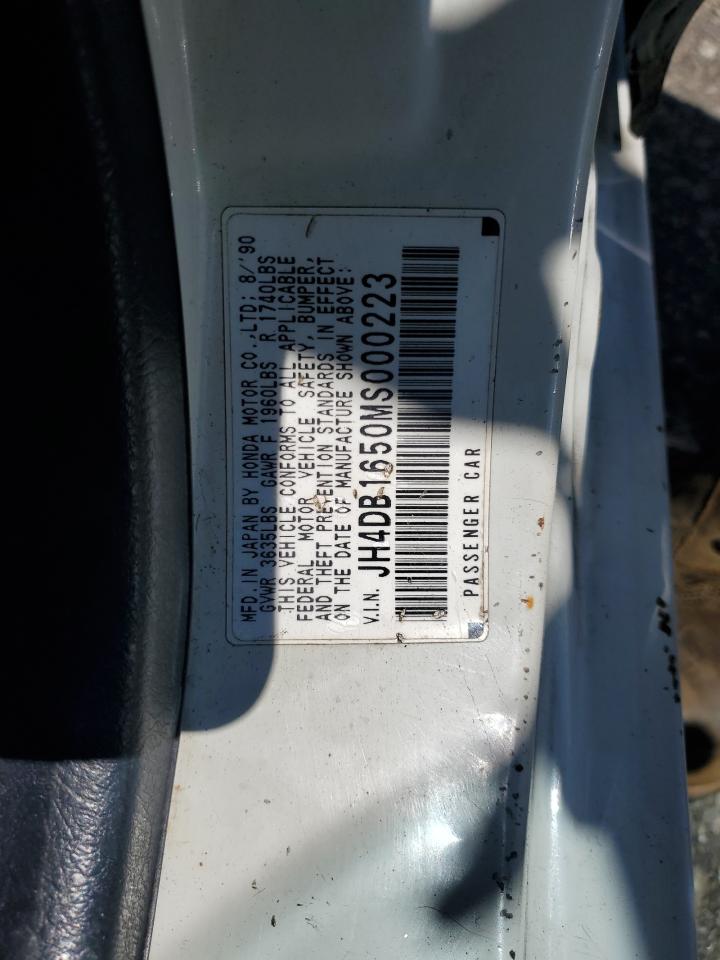 MFD. IN JAPAN BY HONDA MOTOR CO., LTD; 8/'90
GVWR 3635LBS GAWR F 1960LBS R 1740LBS
THIS VEHICLE CONFORMS TO ALL APPLICABLE
FEDERAL MOTOR VEHICLE SAFETY, BUMPER,
AND THEFT PREVENTION STANDARDS IN EFFECT
ON THE DATE OF MANUFACTURE SHOWN ABOVE:
V.I.N. JH4DB1650MS000223
PASSENGER CAR